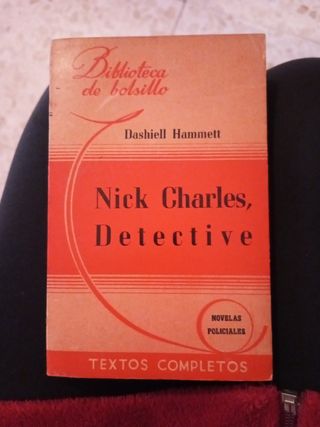 Biblioteca
de bolsillo
Dashiell Hammett
Nick Charles,
Detective
NOVELAS
POLICIALES
TEXTOS COMPLETOS